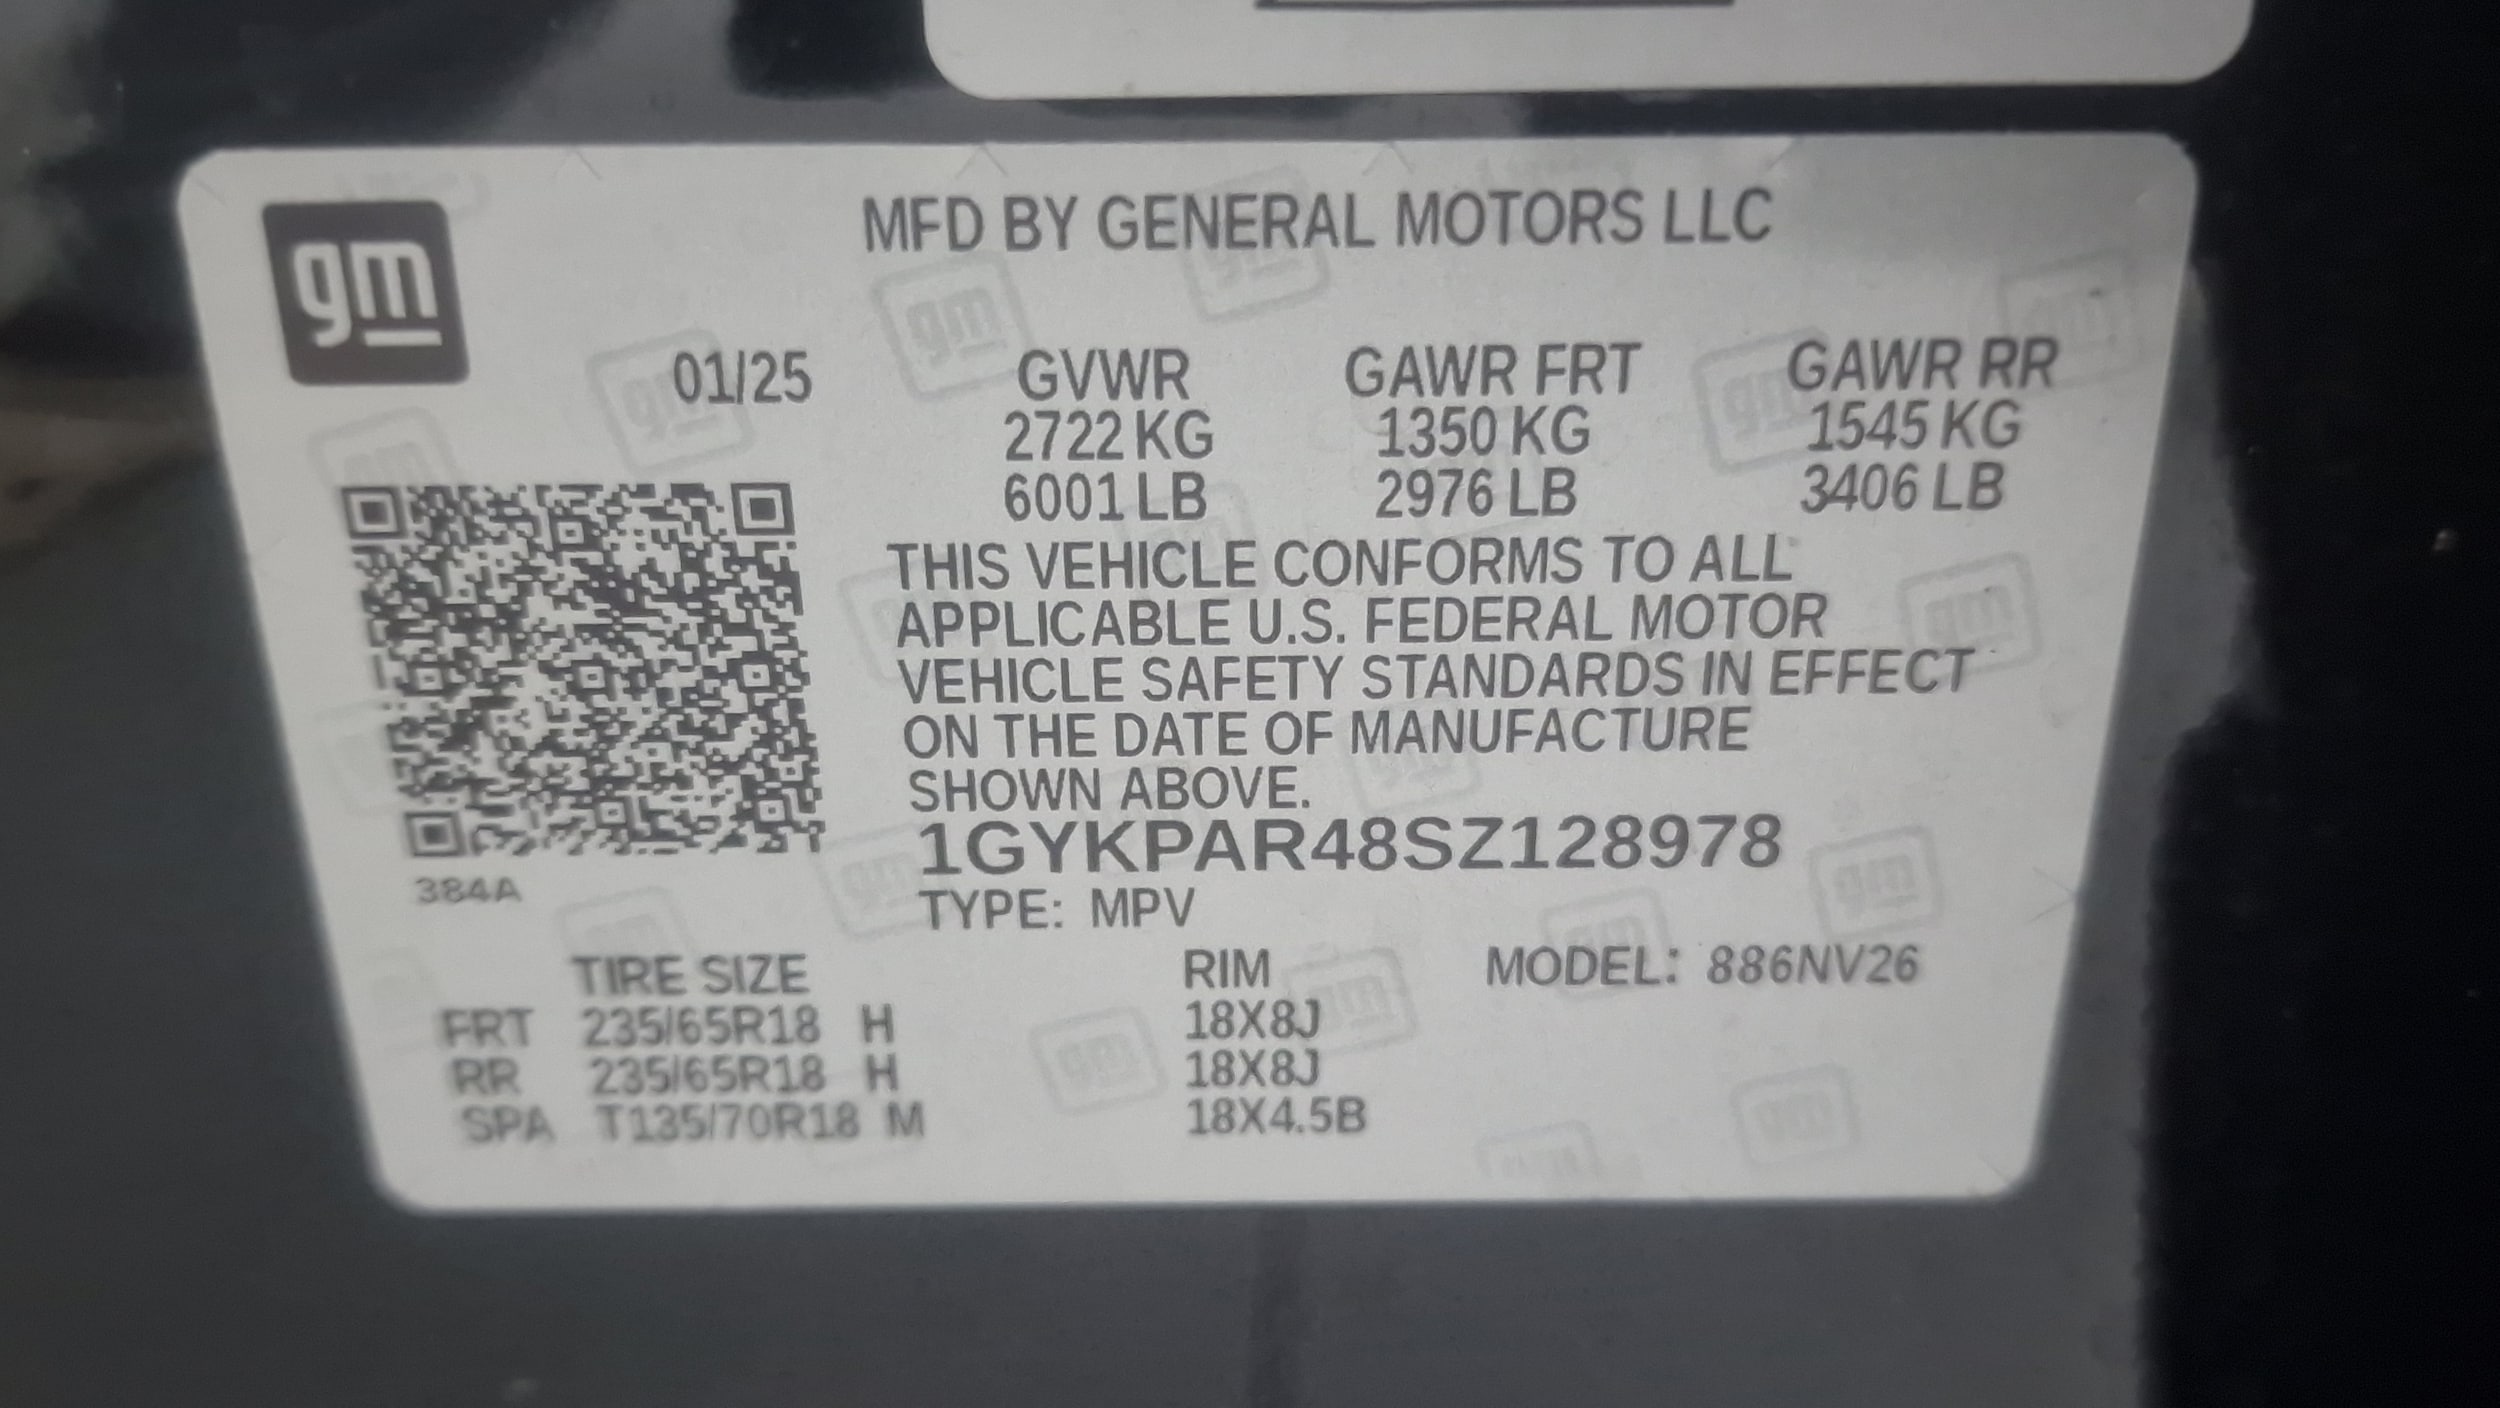 gm
MFD BY GENERAL MOTORS LLC
01/25 GVWR GAWR FRT GAWR RR
2722 KG 1350 KG 1545 KG
6001 LB 2976 LB 3406 LB
THIS VEHICLE CONFORMS TO ALL
APPLICABLE U.S. FEDERAL MOTOR
VEHICLE SAFETY STANDARDS IN EFFECT
ON THE DATE OF MANUFACTURE
SHOWN ABOVE.
1GYKPAR48SZ128978
384A
TYPE: MPV
TIRE SIZE RIM MODEL: 886NV26
FRT 235/65R18 H 18X8J
RR 235/65R18 H 18X8J
SPA T135/70R18 M 18X4.5B